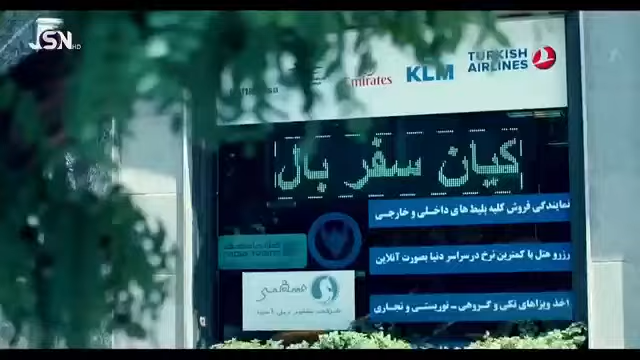 JSN HD
Emirates KLM TURKISH AIRLINES
کیان سفر بال
نمایندگی فروش کلیه بلیط های داخلی و خارجی
رزرو هتل با کمترین نرخ درسراسر دنیا بصورت آنلاین
اخذ ویزاهای تکی و گروهی - توریستی و تجاری